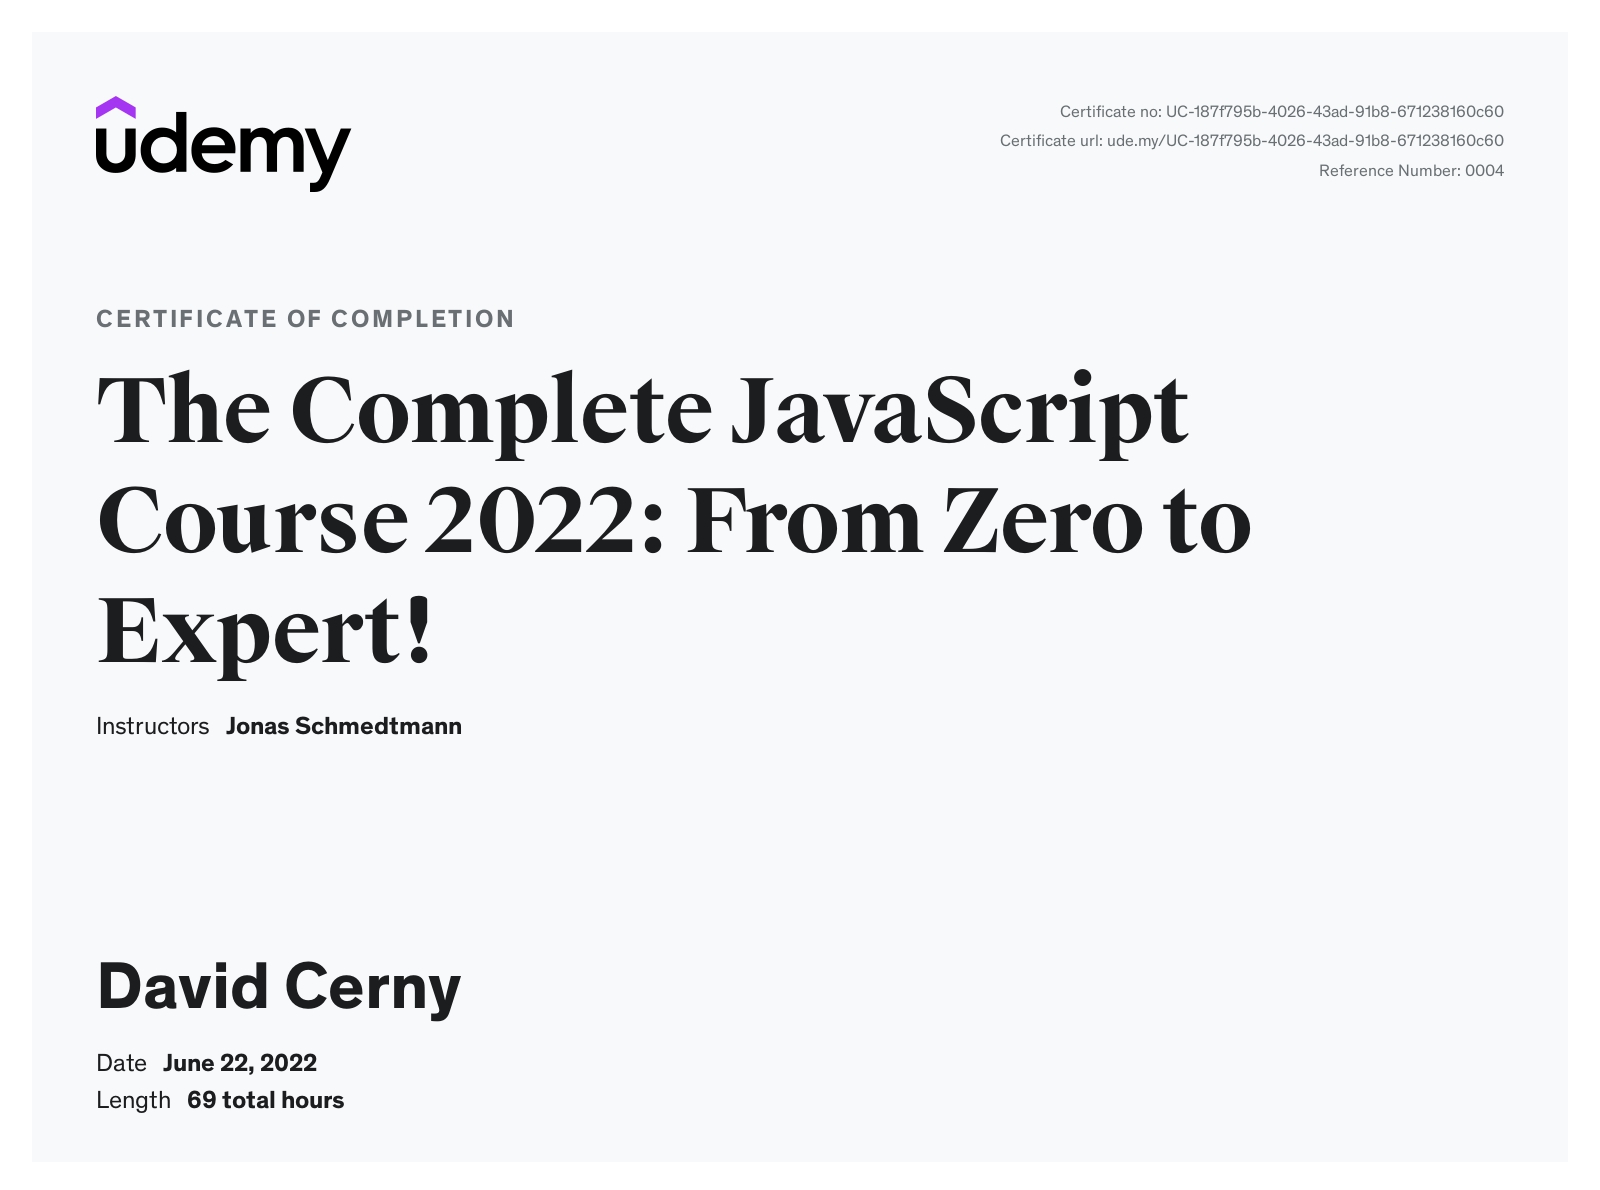 udemy
Certificate no: UC-187f795b-4026-43ad-91b8-671238160c60
Certificate url: ude.my/UC-187f795b-4026-43ad-91b8-671238160c60
Reference Number: 0004
CERTIFICATE OF COMPLETION
The Complete JavaScript
Course 2022: From Zero to
Expert!
Instructors Jonas Schmedtmann
David Cerny
Date June 22, 2022
Length 69 total hours